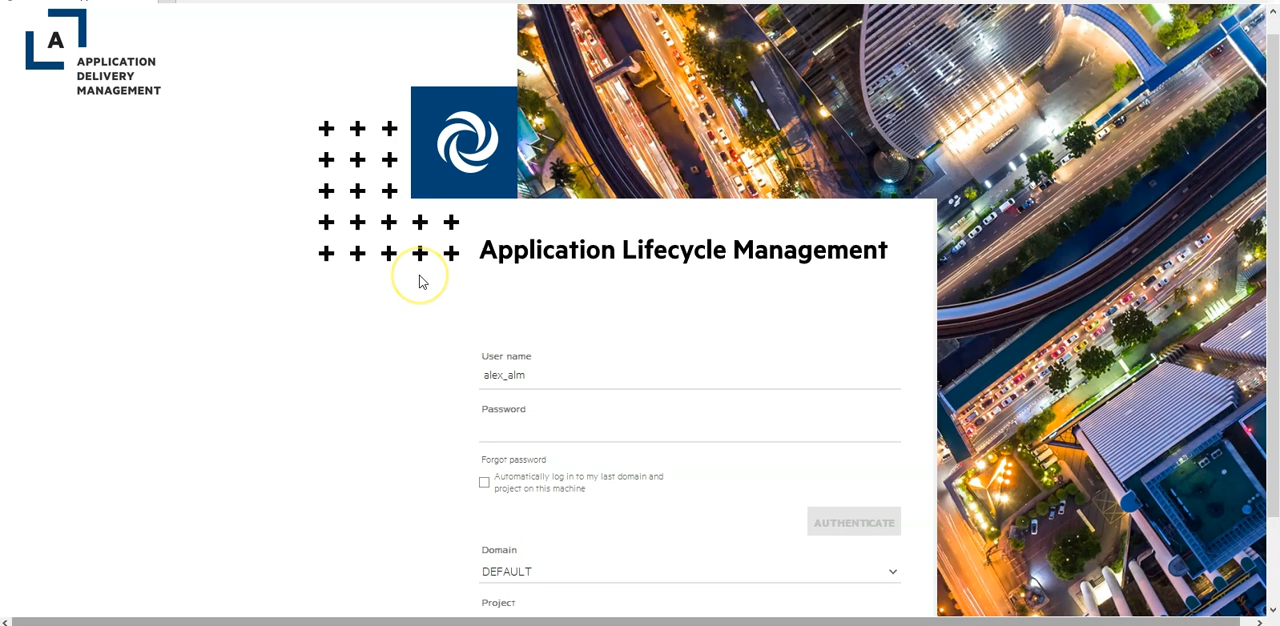 A
APPLICATION
DELIVERY
MANAGEMENT
Application Lifecycle Management
User name
alex_alm
Password
Forgot password
Automatically log in to my last domain and
project on this machine
AUTHENTICATE
Domain
DEFAULT
Project